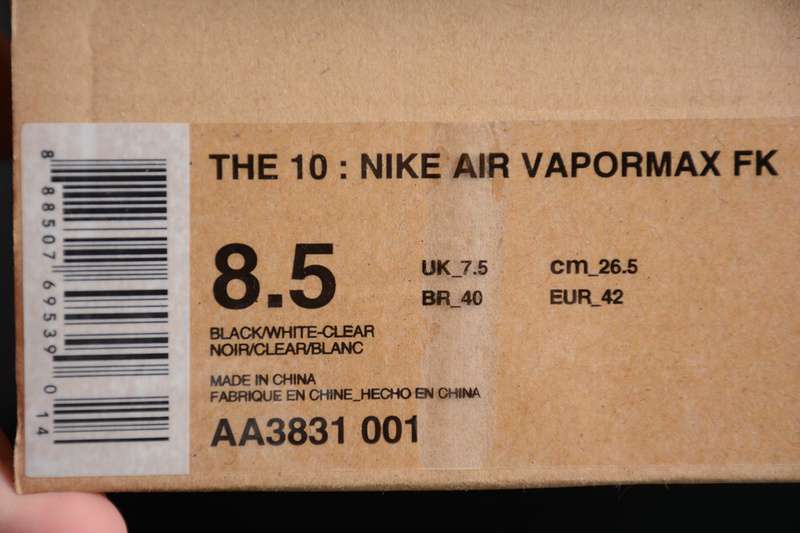 THE 10 : NIKE AIR VAPORMAX FK
8.5
UK_7.5 cm_26.5
BR_40 EUR_42
BLACK/WHITE-CLEAR
NOIR/CLEAR/BLANC
MADE IN CHINA
FABRIQUE EN CHINE_HECHO EN CHINA
AA3831 001
8 88507 69539 0 14